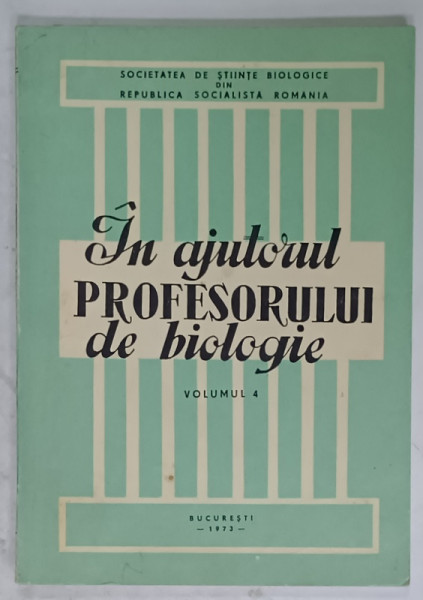 SOCIETATEA DE ȘTIINȚE BIOLOGICE
DIN
REPUBLICA SOCIALISTĂ ROMÂNIA
În ajutorul
PROFESORULUI
de biologie
VOLUMUL 4
BUCUREȘTI
— 1973 —